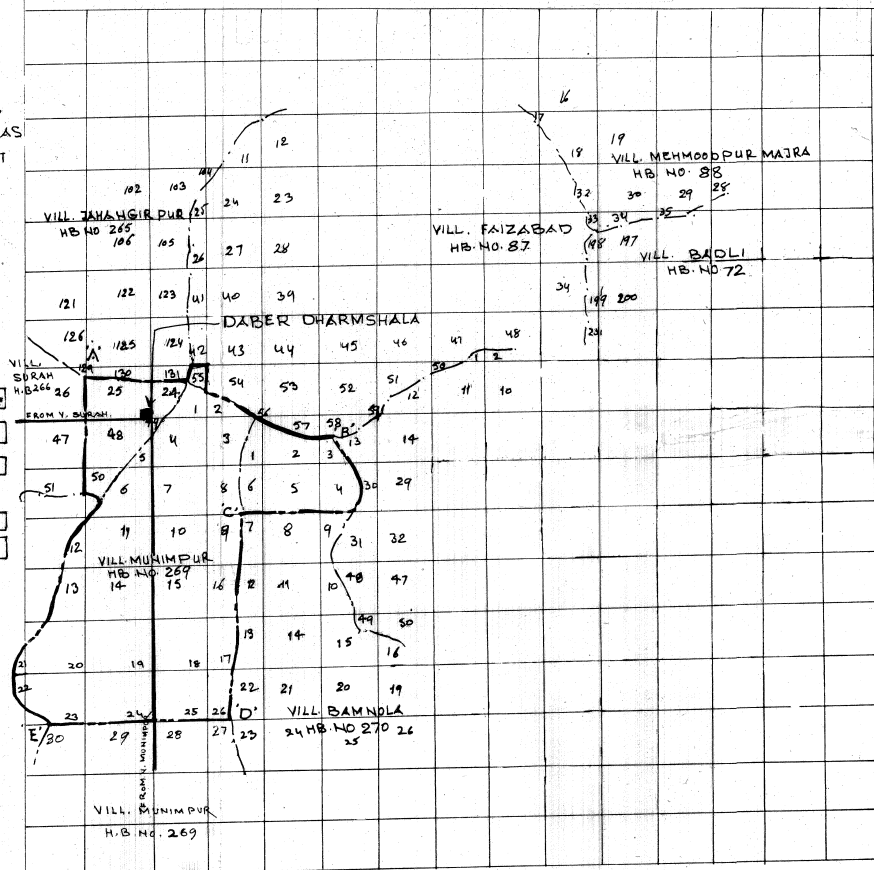 16
17
AS
T
12
11
19
18
VILL. MEHMOODPUR MAJRA
HB. NO. 88
104
102 103
132 30 29 28
24 23
VILL. JAHANGIRPUR 25
33 34 35
HB NO 265
VILL. FAIZABAD
HB. NO. 87
106 105
198 197
27 28
26
VILL. BADLI
HB. NO 72
34
122 123 41 40 39
121
199 200
DABER DHARMSHALA
126 125 124 42 43 44 45 46 47 48
'A'
VILL.
SURAH
H.B 266
129 130 131 55 54 53 52 51 50 1 2
26 25 24 12 11 10
FROM V. SURAH.
1 2 56 57 58 51
'B'
47 48 4 3 13 14
5 1 2 3
50
51 6 7 8 6 5 4 30 29
'C'
11 10 9 7 8 9
12 31 32
VILL. MUNIMPUR
HB. NO. 269
13 14 15 16 12 11 10 48 47
49 50
13 14 15
16
21 20 19 18 17
22 22 21 20 19
23 24 25 26 'D' VILL. BAMNOLA
E' 30 29 28 27 23 24 HB. NO 270 26
25
FROM V. MUNIMPUR
VILL. MUNIMPUR
H.B. NO. 269